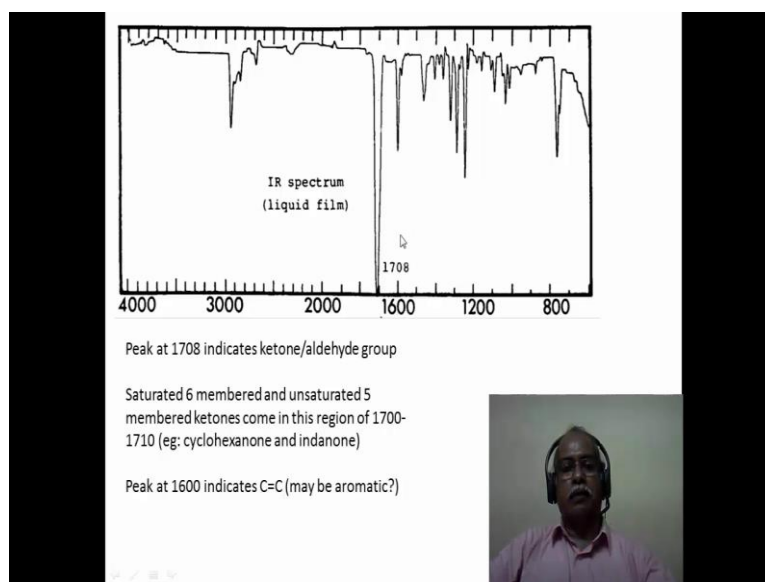 IR spectrum
(liquid film)
1708
4000 3000 2000 1600 1200 800
Peak at 1708 indicates ketone/aldehyde group
Saturated 6 membered and unsaturated 5
membered ketones come in this region of 1700-
1710 (eg: cyclohexanone and indanone)
Peak at 1600 indicates C=C (may be aromatic?)